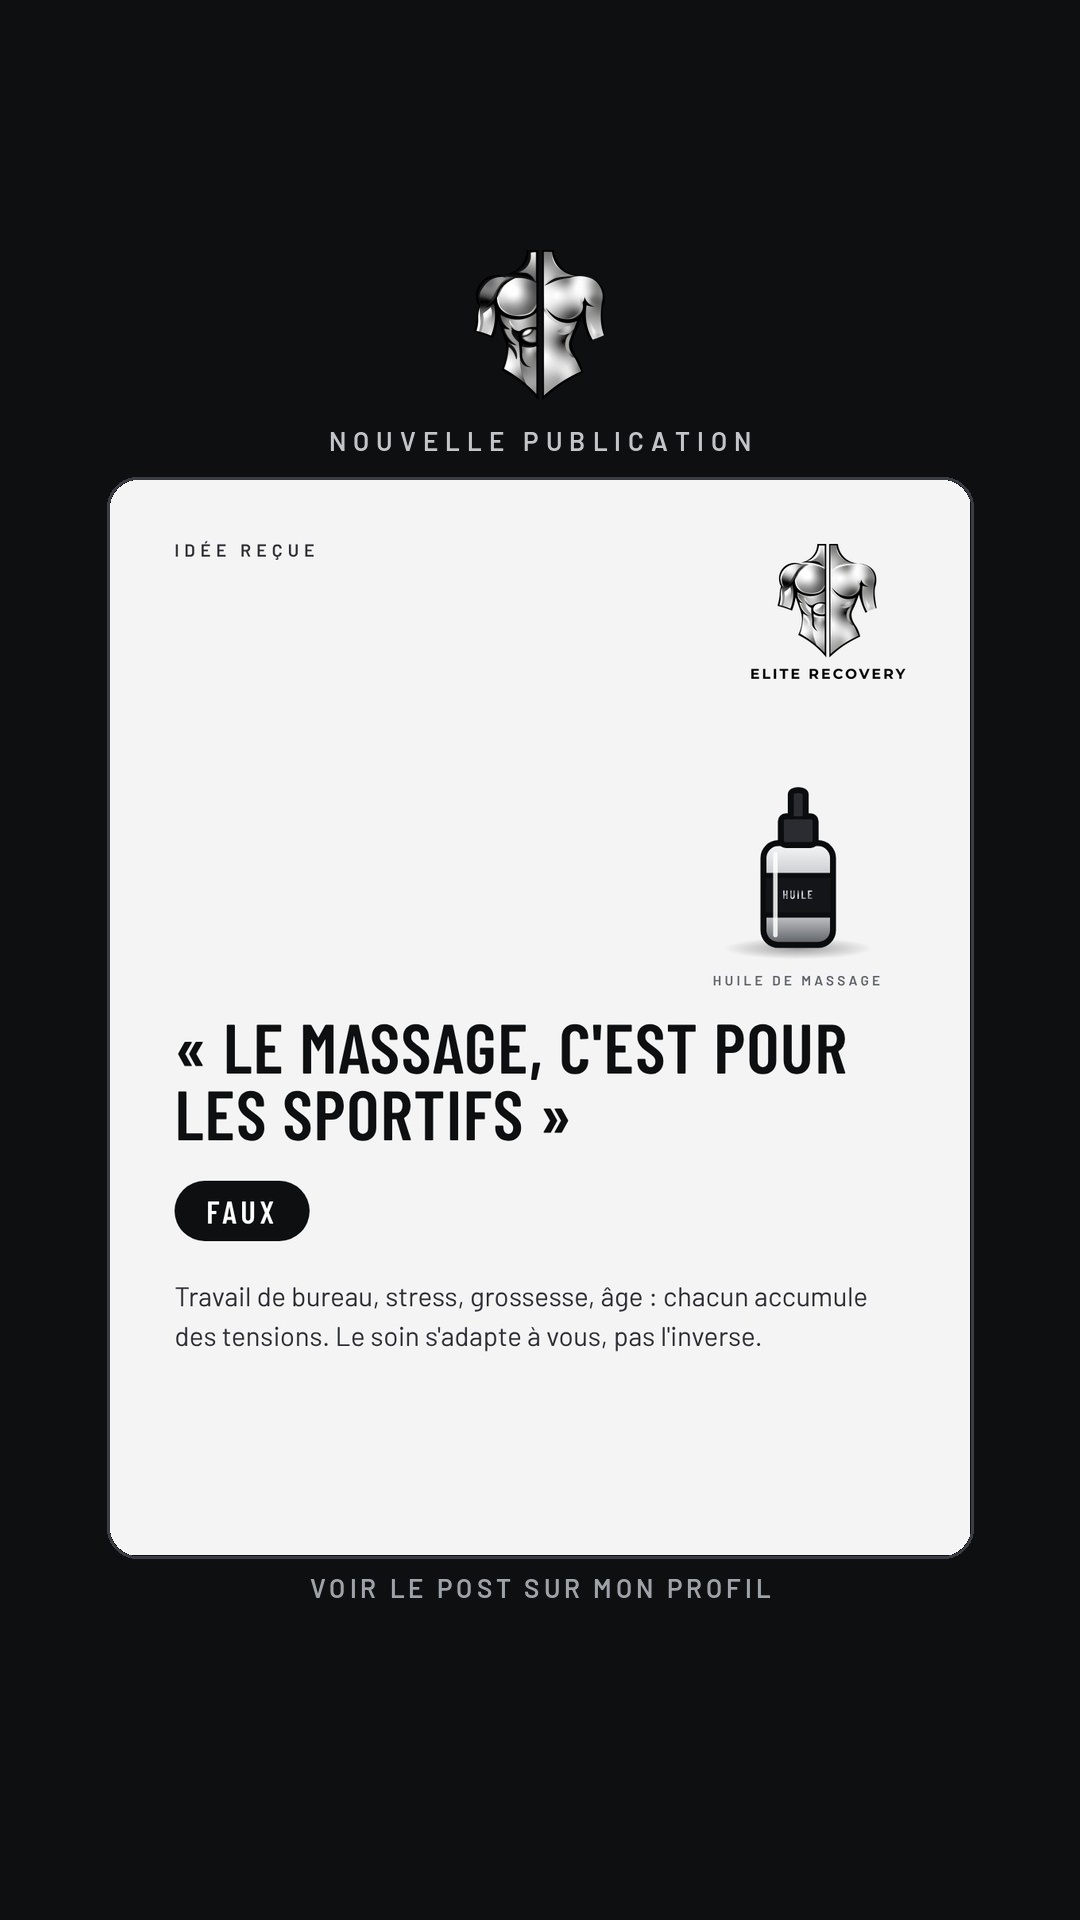 NOUVELLE PUBLICATION
IDÉE REÇUE
ELITE RECOVERY
HUILE
HUILE DE MASSAGE
« LE MASSAGE, C'EST POUR
LES SPORTIFS »
FAUX
Travail de bureau, stress, grossesse, âge : chacun accumule
des tensions. Le soin s'adapte à vous, pas l'inverse.
VOIR LE POST SUR MON PROFIL